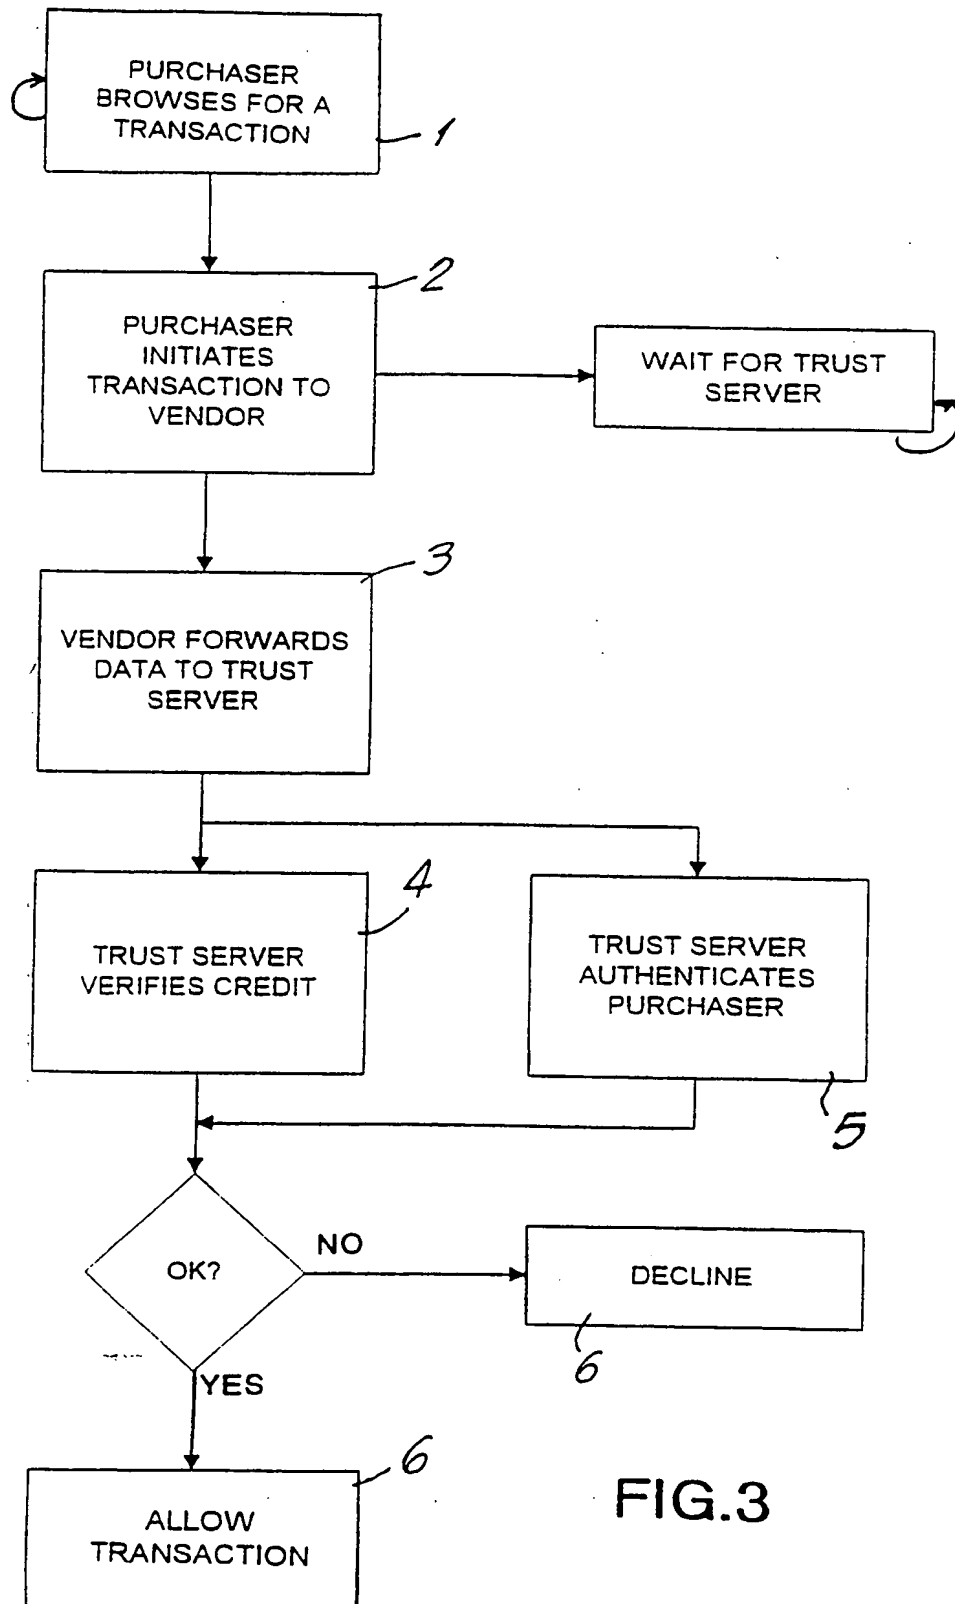 PURCHASER
BROWSES FOR A
TRANSACTION
1
2
PURCHASER
INITIATES
TRANSACTION TO
VENDOR
WAIT FOR TRUST
SERVER
3
VENDOR FORWARDS
DATA TO TRUST
SERVER
4
TRUST SERVER
VERIFIES CREDIT
TRUST SERVER
AUTHENTICATES
PURCHASER
5
OK?
NO
DECLINE
6
YES
6
ALLOW
TRANSACTION
FIG.3